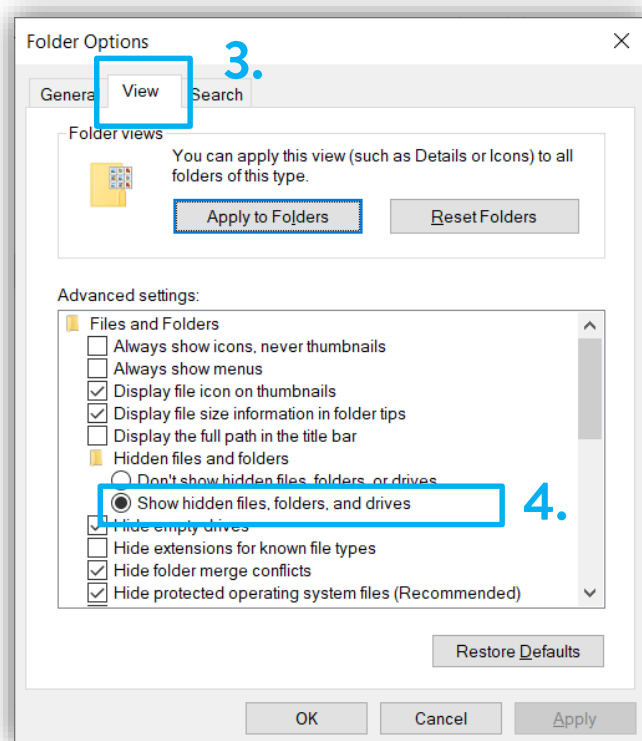 Folder Options
3.
General View Search
Folder views
You can apply this view (such as Details or Icons) to all
folders of this type.
Apply to Folders Reset Folders
Advanced settings:
Files and Folders
Always show icons, never thumbnails
Always show menus
Display file icon on thumbnails
Display file size information in folder tips
Display the full path in the title bar
Hidden files and folders
Don't show hidden files, folders, or drives
Show hidden files, folders, and drives
4.
Hide empty drives
Hide extensions for known file types
Hide folder merge conflicts
Hide protected operating system files (Recommended)
Restore Defaults
OK Cancel Apply